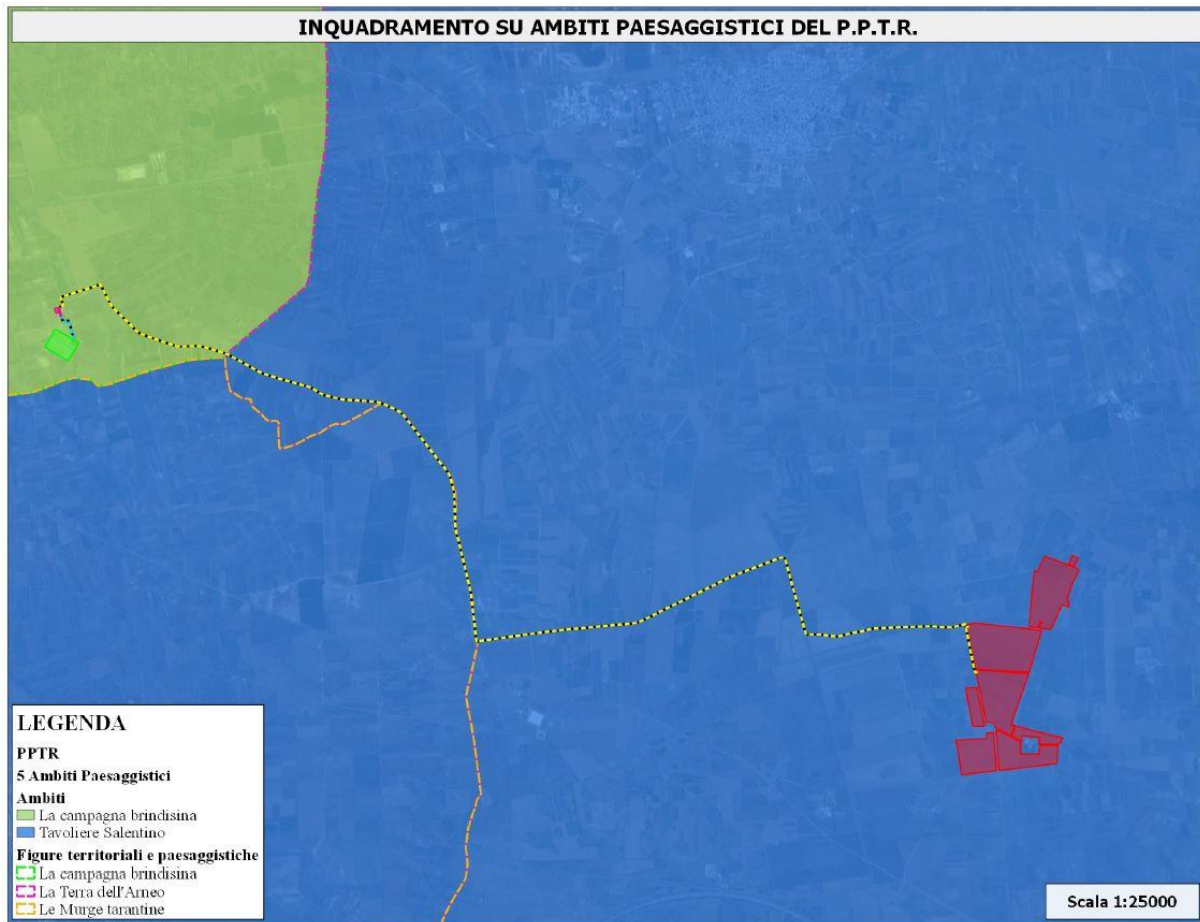 INQUADRAMENTO SU AMBITI PAESAGGISTICI DEL P.P.T.R.
LEGENDA
PPTR
5 Ambiti Paesaggistici
Ambiti
La campagna brindisina
Tavoliere Salentino
Figure territoriali e paesaggistiche
La campagna brindisina
La Terra dell'Arneo
Le Murge tarantine
Scala 1:25000